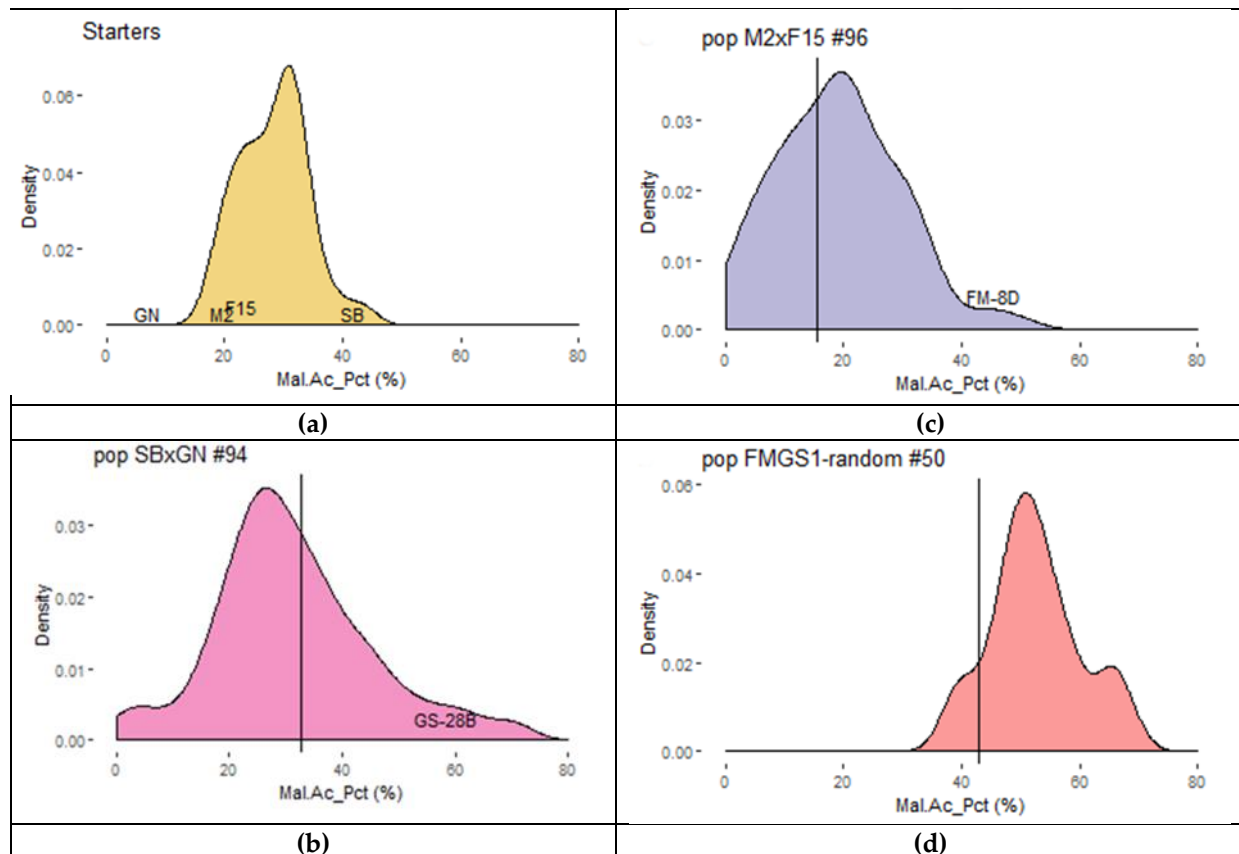 Starters
0.06
0.04
0.02
0.00
Density
GN
M2
F15
SB
0
20
40
60
80
Mal.Ac_Pct (%)
(a)
pop M2xF15 #96
0.03
0.02
0.01
0.00
Density
FM-8D
0
20
40
60
80
Mal.Ac_Pct (%)
(c)
pop SBxGN #94
0.03
0.02
0.01
0.00
Density
GS-28B
0
20
40
60
80
Mal.Ac_Pct (%)
(b)
pop FMGS1-random #50
0.06
0.04
0.02
0.00
Density
0
20
40
60
80
Mal.Ac_Pct (%)
(d)